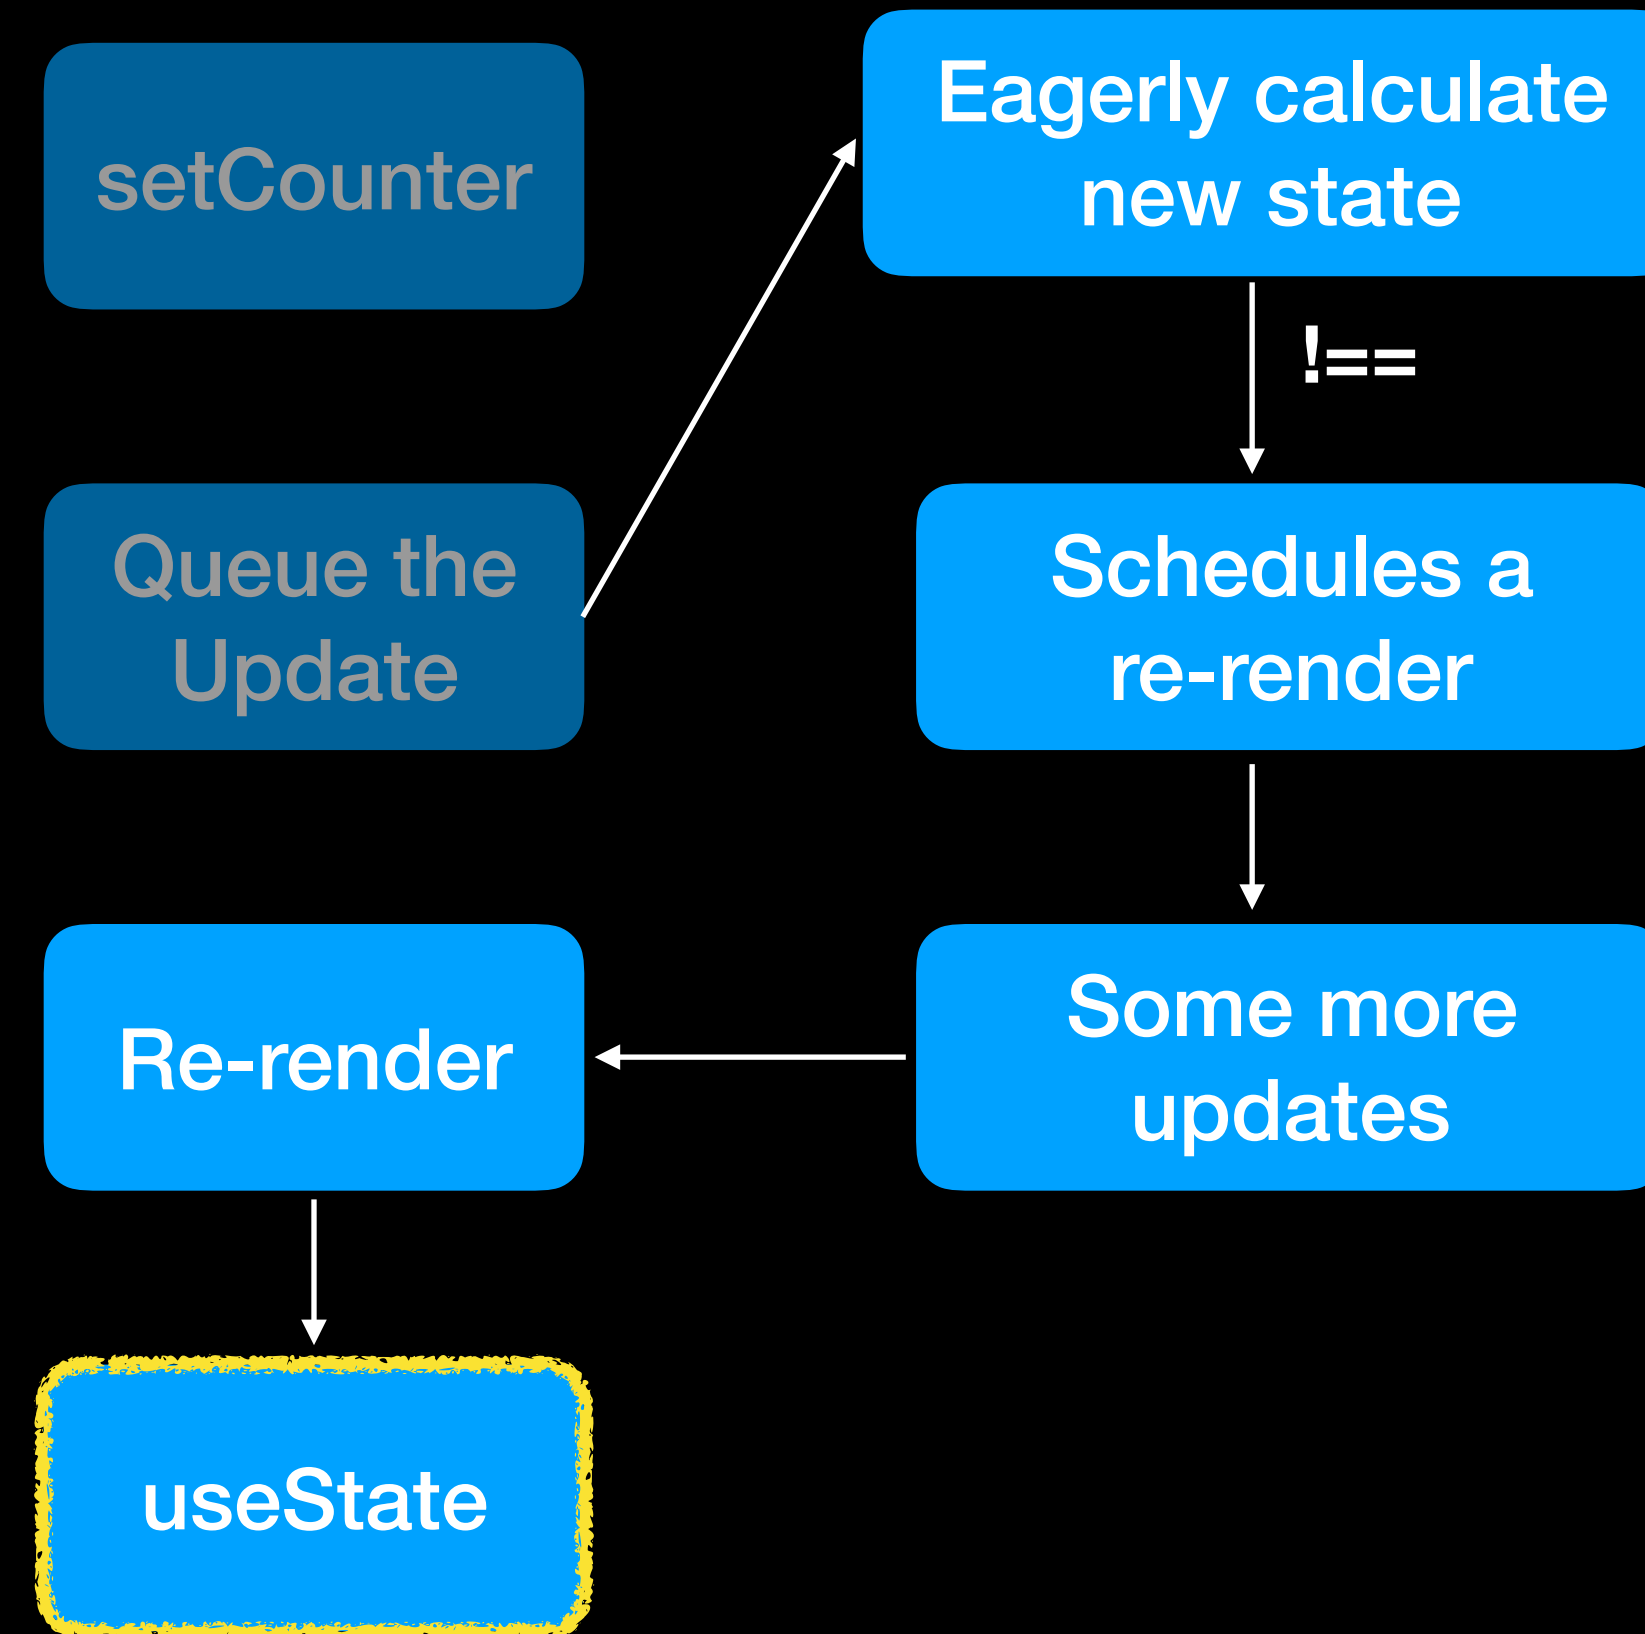 setCounter
Queue the
Update
Eagerly calculate
new state
!==
Schedules a
re-render
Some more
updates
Re-render
useState